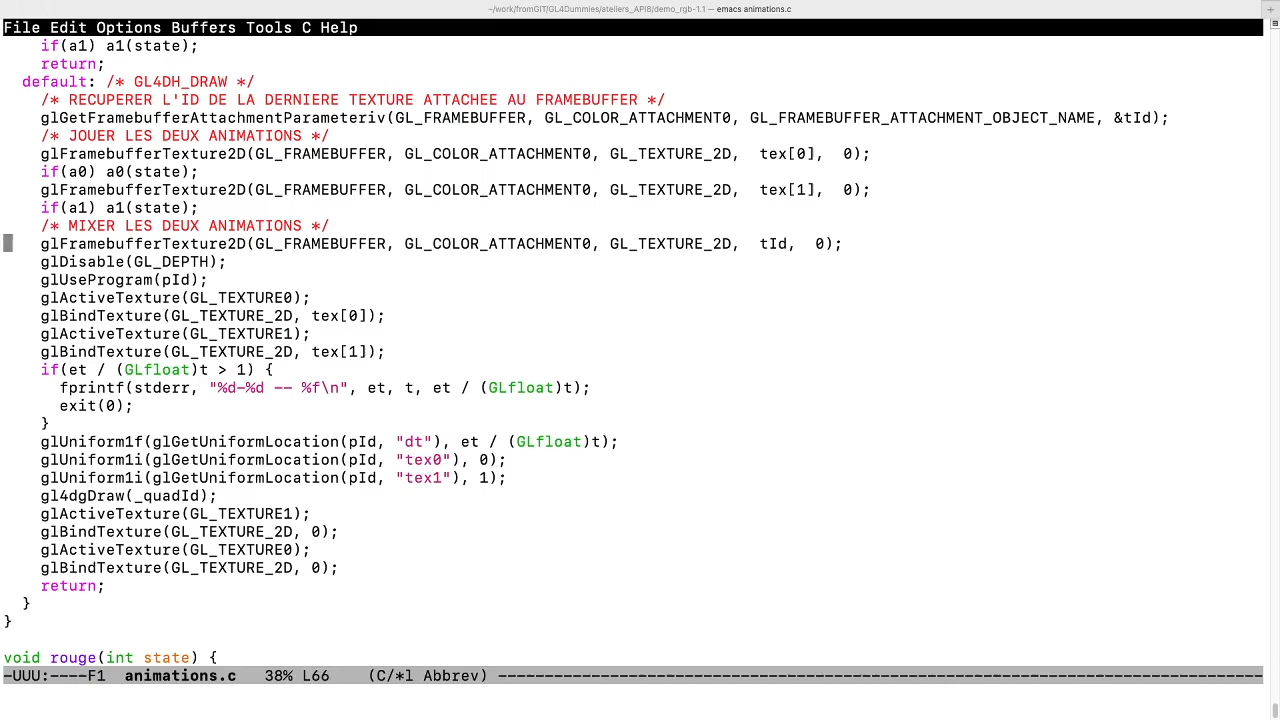 ~/work/fromGIT/GL4Dummies/ateliers_API8/demo_rgb-1.1 — emacs animations.c
File Edit Options Buffers Tools C Help
    if(a1) a1(state);
    return;
  default: /* GL4DH_DRAW */
    /* RECUPERER L'ID DE LA DERNIERE TEXTURE ATTACHEE AU FRAMEBUFFER */
    glGetFramebufferAttachmentParameteriv(GL_FRAMEBUFFER, GL_COLOR_ATTACHMENT0, GL_FRAMEBUFFER_ATTACHMENT_OBJECT_NAME, &tId);
    /* JOUER LES DEUX ANIMATIONS */
    glFramebufferTexture2D(GL_FRAMEBUFFER, GL_COLOR_ATTACHMENT0, GL_TEXTURE_2D,  tex[0],  0);
    if(a0) a0(state);
    glFramebufferTexture2D(GL_FRAMEBUFFER, GL_COLOR_ATTACHMENT0, GL_TEXTURE_2D,  tex[1],  0);
    if(a1) a1(state);
    /* MIXER LES DEUX ANIMATIONS */
    glFramebufferTexture2D(GL_FRAMEBUFFER, GL_COLOR_ATTACHMENT0, GL_TEXTURE_2D,  tId,  0);
    glDisable(GL_DEPTH);
    glUseProgram(pId);
    glActiveTexture(GL_TEXTURE0);
    glBindTexture(GL_TEXTURE_2D, tex[0]);
    glActiveTexture(GL_TEXTURE1);
    glBindTexture(GL_TEXTURE_2D, tex[1]);
    if(et / (GLfloat)t > 1) {
      fprintf(stderr, "%d-%d -- %f\n", et, t, et / (GLfloat)t);
      exit(0);
    }
    glUniform1f(glGetUniformLocation(pId, "dt"), et / (GLfloat)t);
    glUniform1i(glGetUniformLocation(pId, "tex0"), 0);
    glUniform1i(glGetUniformLocation(pId, "tex1"), 1);
    gl4dgDraw(_quadId);
    glActiveTexture(GL_TEXTURE1);
    glBindTexture(GL_TEXTURE_2D, 0);
    glActiveTexture(GL_TEXTURE0);
    glBindTexture(GL_TEXTURE_2D, 0);
    return;
  }
}
void rouge(int state) {
-UUU:----F1  animations.c   38% L66    (C/*l Abbrev) ----------------------------------------------------------------------------------